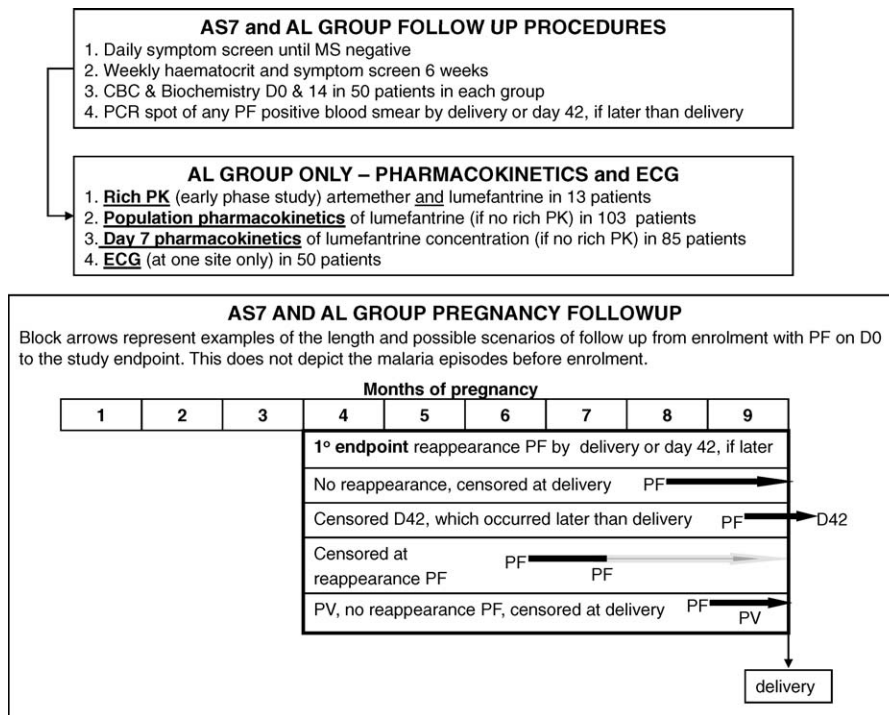 AS7 and AL GROUP FOLLOW UP PROCEDURES
1. Daily symptom screen until MS negative
2. Weekly haematocrit and symptom screen 6 weeks
3. CBC & Biochemistry D0 & 14 in 50 patients in each group
4. PCR spot of any PF positive blood smear by delivery or day 42, if later than delivery
AL GROUP ONLY – PHARMACOKINETICS and ECG
1. Rich PK (early phase study) artemether and lumefantrine in 13 patients
2. Population pharmacokinetics of lumefantrine (if no rich PK) in 103 patients
3. Day 7 pharmacokinetics of lumefantrine concentration (if no rich PK) in 85 patients
4. ECG (at one site only) in 50 patients
AS7 AND AL GROUP PREGNANCY FOLLOWUP
Block arrows represent examples of the length and possible scenarios of follow up from enrolment with PF on D0
to the study endpoint. This does not depict the malaria episodes before enrolment.
Months of pregnancy
1 2 3 4 5 6 7 8 9
1º endpoint reappearance PF by delivery or day 42, if later
No reappearance, censored at delivery PF
Censored D42, which occurred later than delivery PF D42
Censored at
reappearance PF PF
PF
PV, no reappearance PF, censored at delivery PF
PV
delivery